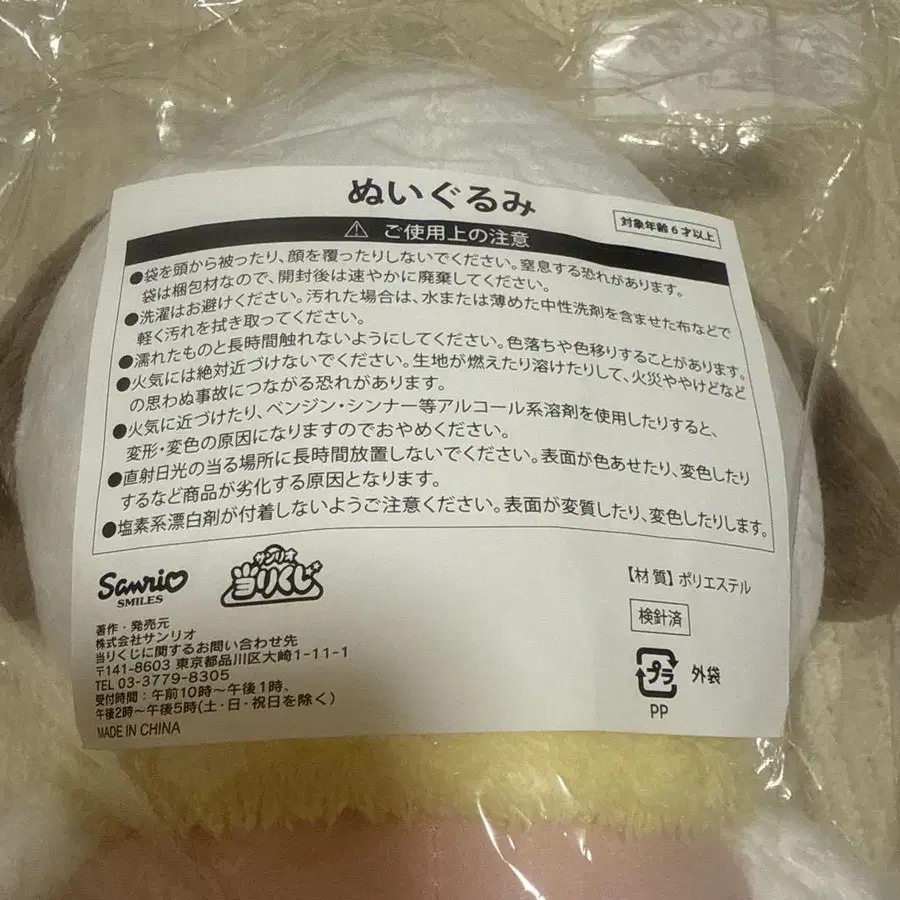 ぬいぐるみ
対象年齢6才以上
⚠ ご使用上の注意
●袋を頭から被ったり、顔を覆ったりしないでください。窒息する恐れがあります。
袋は梱包材なので、開封後は速やかに廃棄してください。
●洗濯はお避けください。汚れた場合は、水または薄めた中性洗剤を含ませた布などで
軽く汚れを拭き取ってください。
●濡れたものと長時間触れないようにしてください。色落ちや色移りすることがあります。
●火気には絶対近づけないでください。生地が燃えたり溶けたりして、火災ややけどなど
の思わぬ事故につながる恐れがあります。
●火気に近づけたり、ベンジン・シンナー等アルコール系溶剤を使用したりすると、
変形・変色の原因になりますのでおやめください。
●直射日光の当る場所に長時間放置しないでください。表面が色あせたり、変色したり
するなど商品が劣化する原因となります。
●塩素系漂白剤が付着しないようご注意ください。表面が変質したり、変色したりします。
Sanrio
SMILES
サンリオ
当りくじ
【材質】ポリエステル
検針済
プラ 外袋
PP
著作・発売元
株式会社サンリオ
当りくじに関するお問い合わせ先
〒141-8603 東京都品川区大崎1-11-1
TEL 03-3779-8305
受付時間:午前10時〜午後1時、
午後2時〜午後5時(土・日・祝日を除く)
MADE IN CHINA